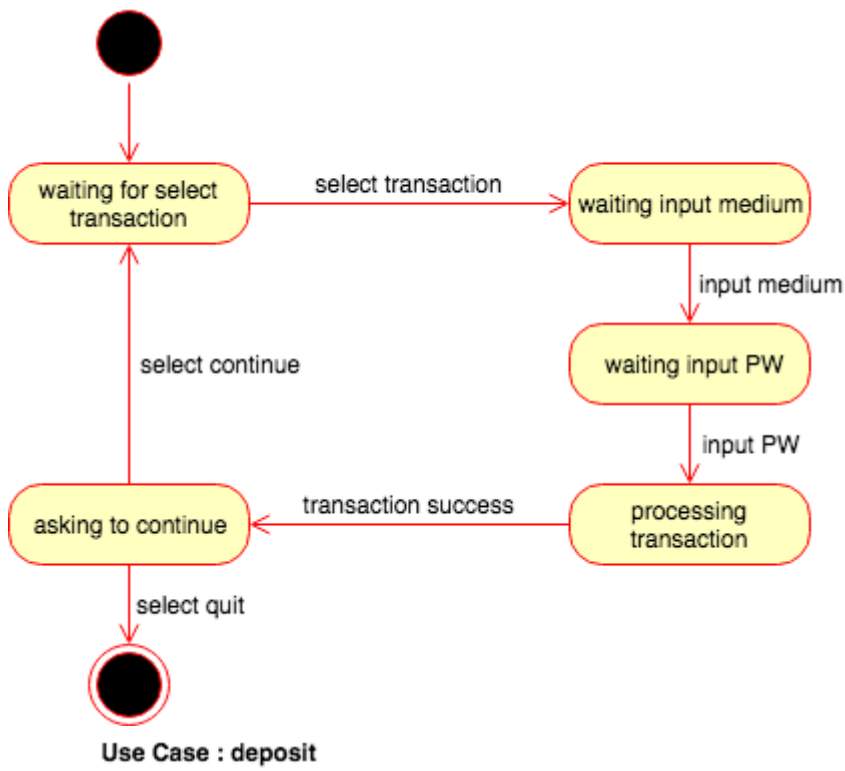 waiting for select
transaction
select transaction
waiting input medium
input medium
waiting input PW
select continue
input PW
asking to continue
transaction success
processing
transaction
select quit
Use Case : deposit